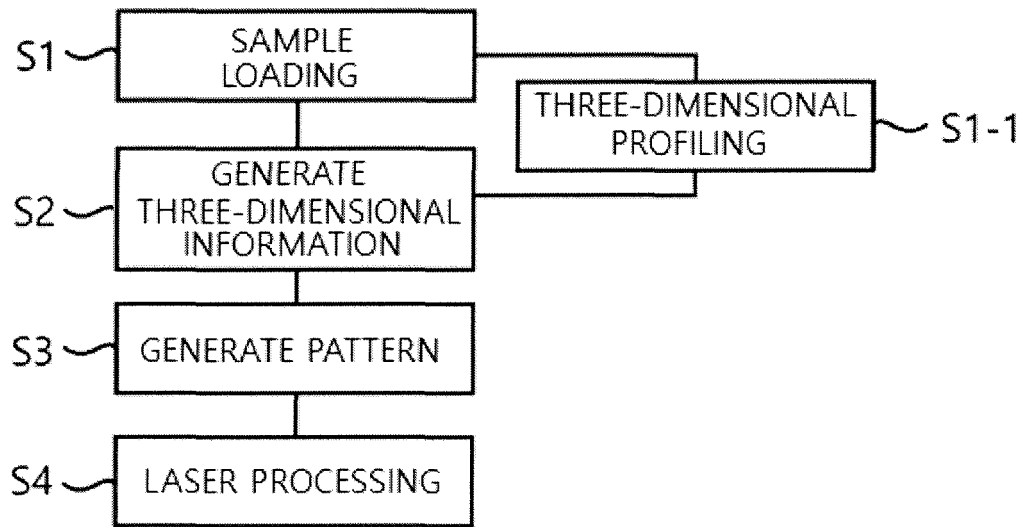 S1
SAMPLE
LOADING
THREE-DIMENSIONAL
PROFILING
S1-1
S2
GENERATE
THREE-DIMENSIONAL
INFORMATION
S3
GENERATE PATTERN
S4
LASER PROCESSING